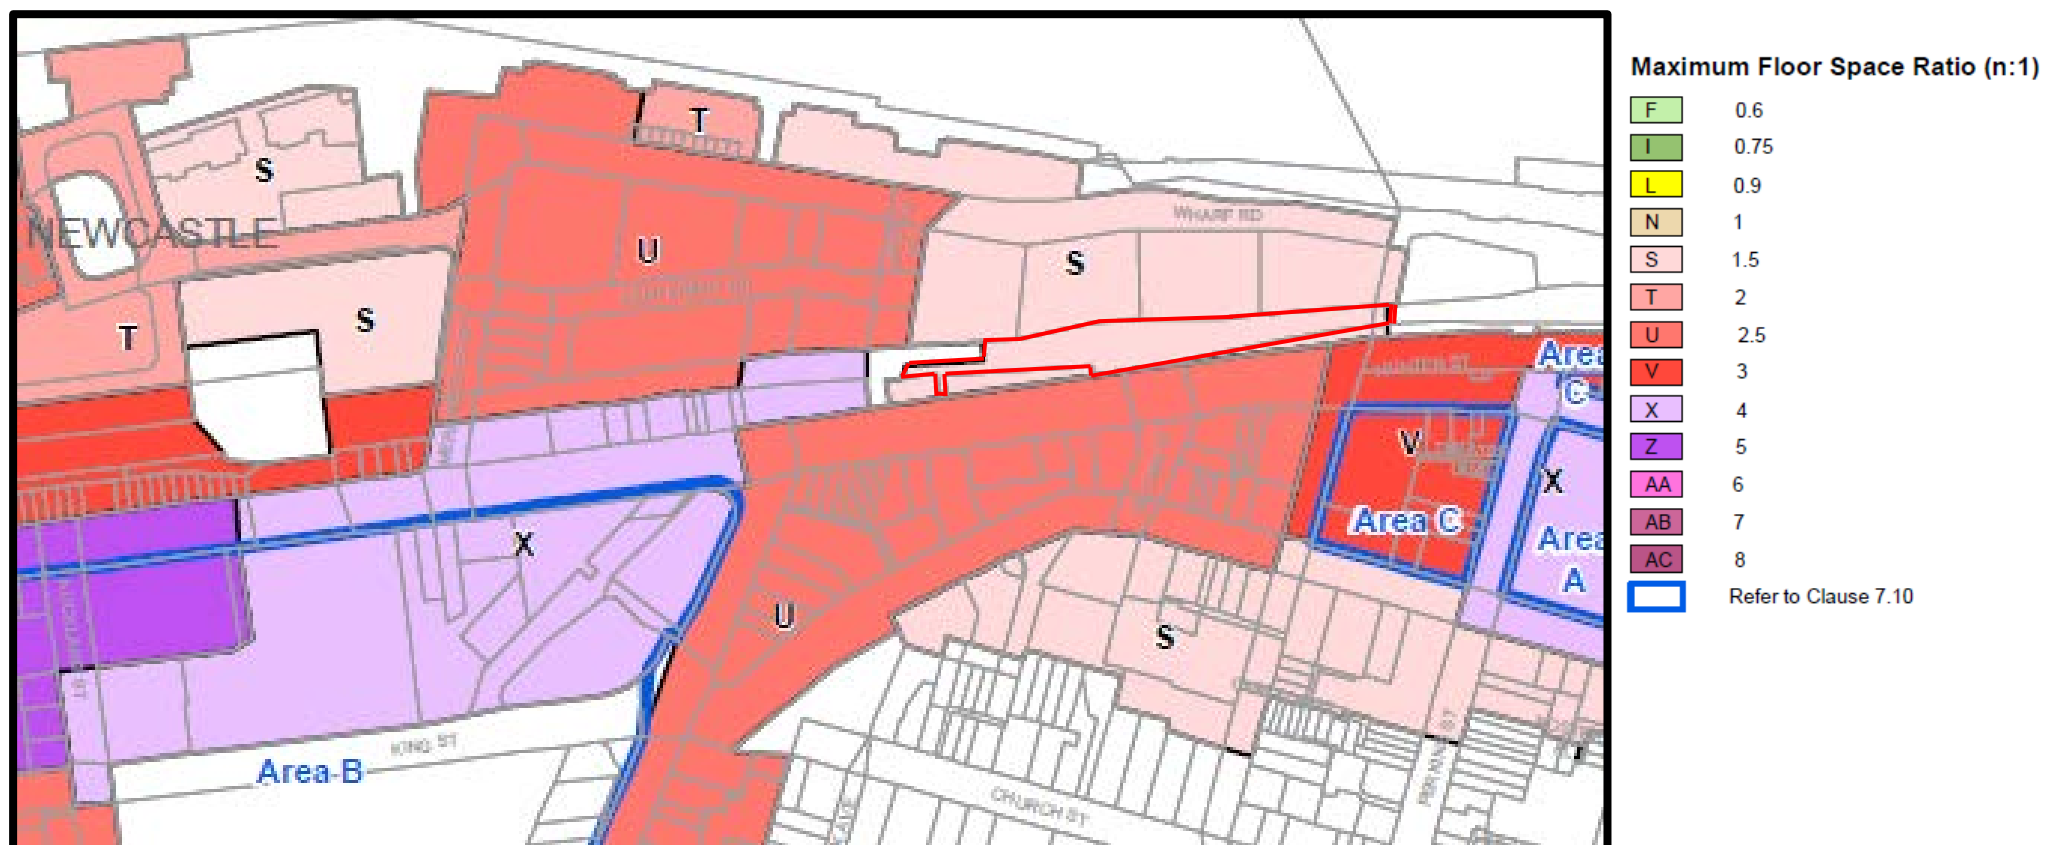 T
S
NEWCASTLE
WHARF RD
U
S
S
T
Area
C
V
X
Area C
Area
A
X
U
S
KING ST
Area B
CHURCH ST
Maximum Floor Space Ratio (n:1)
F 0.6
I 0.75
L 0.9
N 1
S 1.5
T 2
U 2.5
V 3
X 4
Z 5
AA 6
AB 7
AC 8
Refer to Clause 7.10